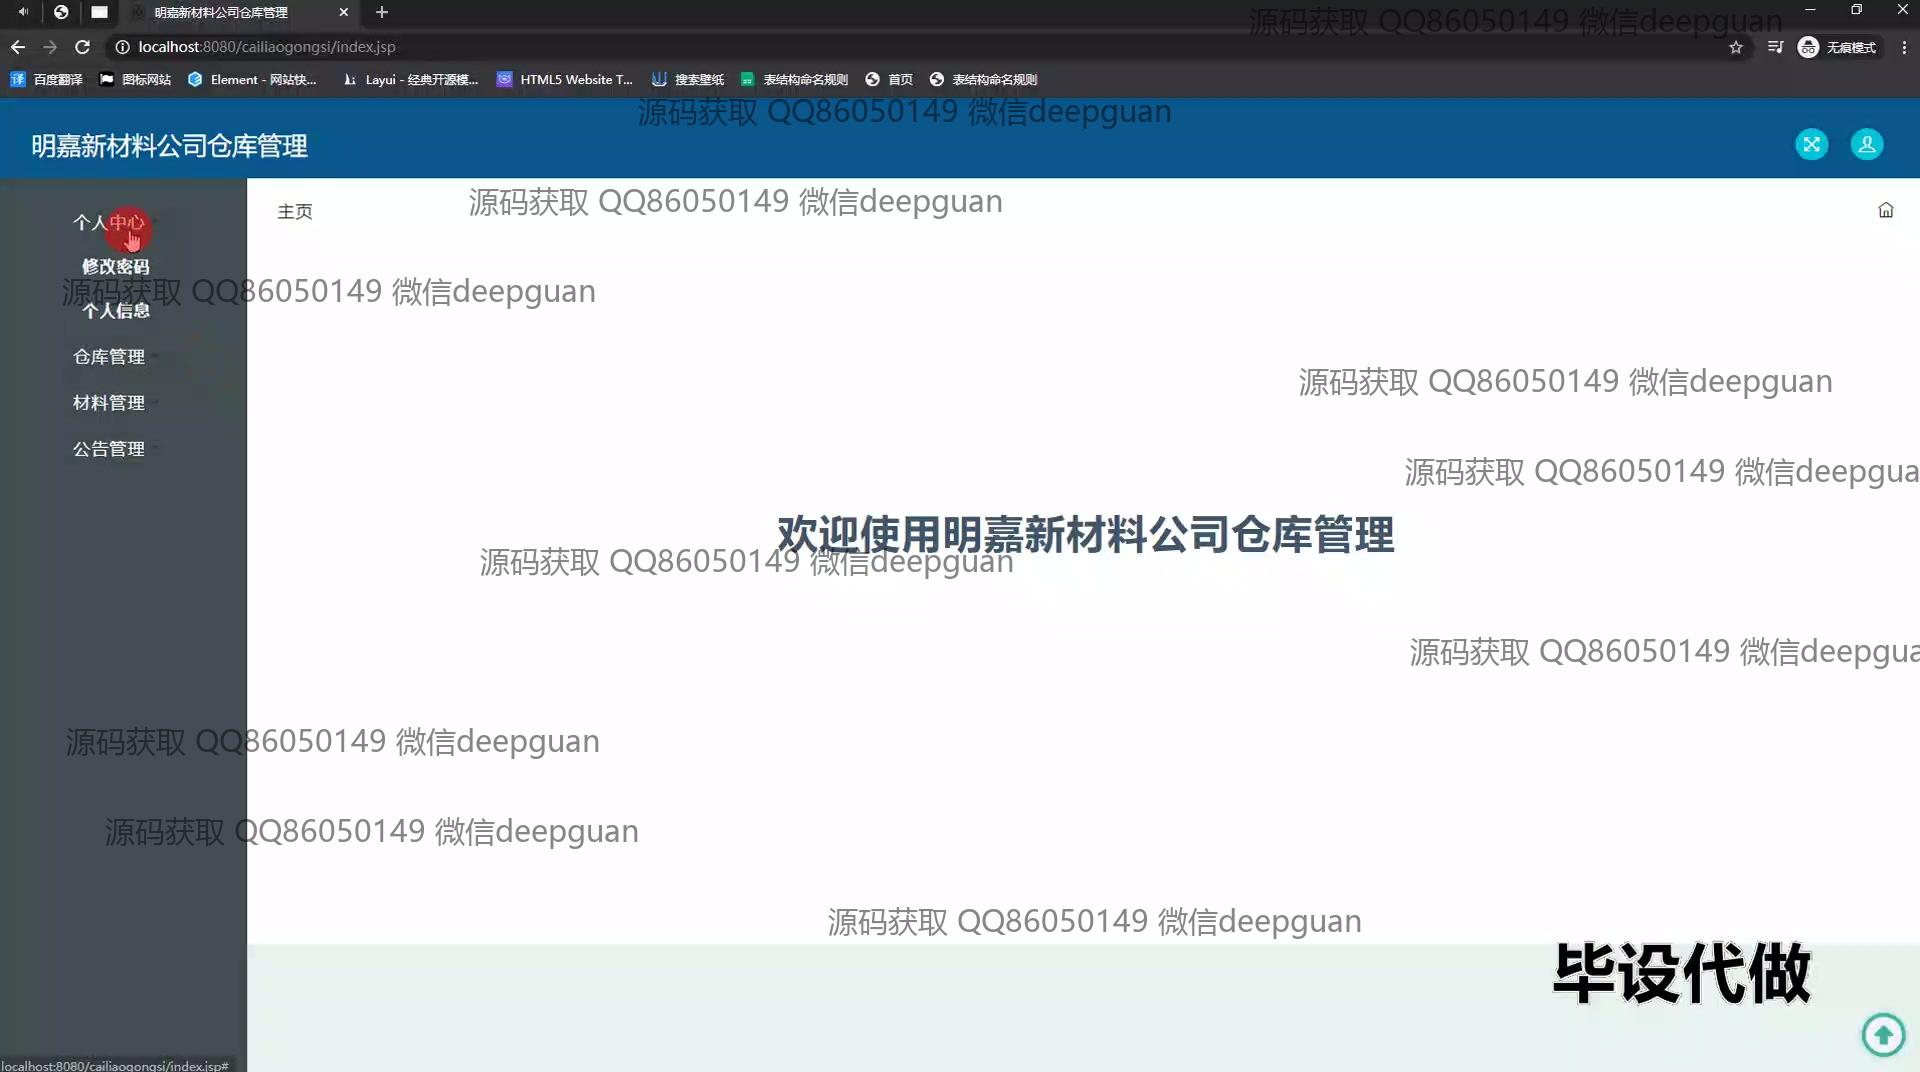 明嘉新材料公司仓库管理
源码获取 QQ86050149 微信deepguan
localhost:8080/cailiaogongsi/index.jsp
无痕模式
百度翻译 图标网站 Element - 网站快... Layui - 经典开源模... HTML5 Website T... 搜索壁纸 表结构命名规则 首页 表结构命名规则
源码获取 QQ86050149 微信deepguan
明嘉新材料公司仓库管理
源码获取 QQ86050149 微信deepguan
个人中心
主页
修改密码
源码获取 QQ86050149 微信deepguan
个人信息
仓库管理
源码获取 QQ86050149 微信deepguan
材料管理
公告管理
源码获取 QQ86050149 微信deepgua
欢迎使用明嘉新材料公司仓库管理
源码获取 QQ86050149 微信deepguan
源码获取 QQ86050149 微信deepgua
源码获取 QQ86050149 微信deepguan
源码获取 QQ86050149 微信deepguan
源码获取 QQ86050149 微信deepguan
毕设代做
localhost:8080/cailiaogongsi/index.jsp#